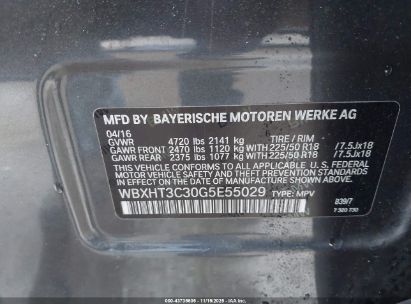 MFD BY BAYERISCHE MOTOREN WERKE AG
04/16
GVWR 4720 lbs 2141 kg TIRE / RIM
GAWR FRONT 2470 lbs 1120 kg WITH 225/50 R18 /7.5Jx18
GAWR REAR 2375 lbs 1077 kg WITH 225/50 R18 /7.5Jx18
THIS VEHICLE CONFORMS TO ALL APPLICABLE U.S. FEDERAL
MOTOR VEHICLE SAFETY, BUMPER, AND THEFT PREVENTION
STANDARDS IN EFFECT ON THE DATE OF MANUFACTURE SHOWN ABOVE.
WBXHT3C30G5E55029 TYPE: MPV 839/7